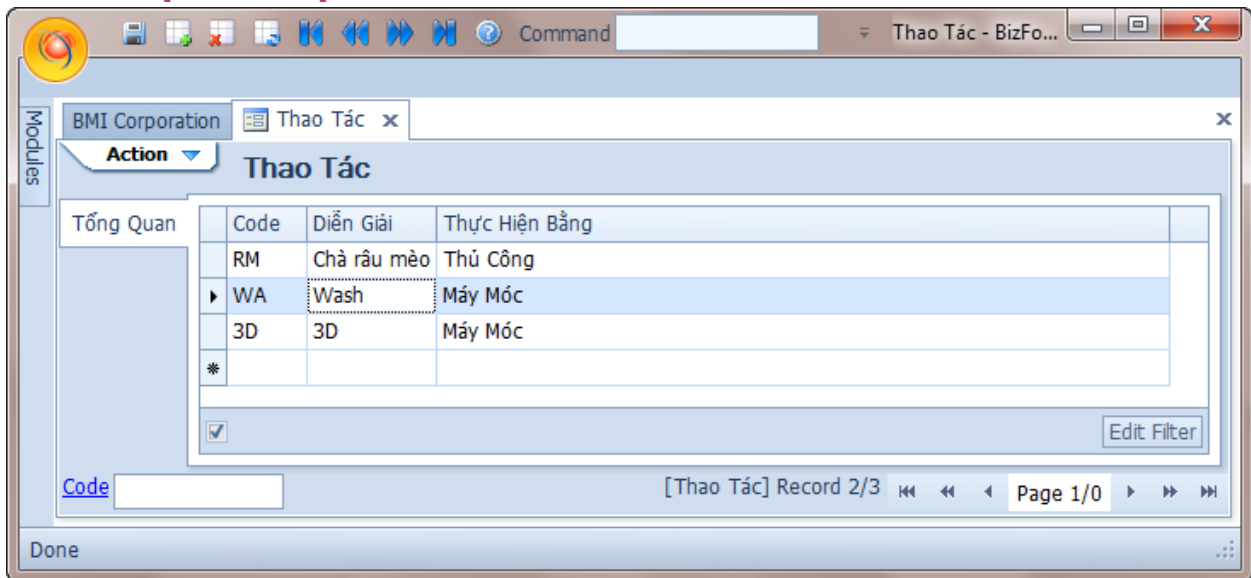 Command
Thao Tác - BizFo...
Modules
BMI Corporation
Thao Tác
Action
Thao Tác
Tổng Quan
Code Diễn Giải Thực Hiện Bằng
RM Chà râu mèo Thủ Công
WA Wash Máy Móc
3D 3D Máy Móc
Edit Filter
Code
[Thao Tác] Record 2/3
Page 1/0
Done